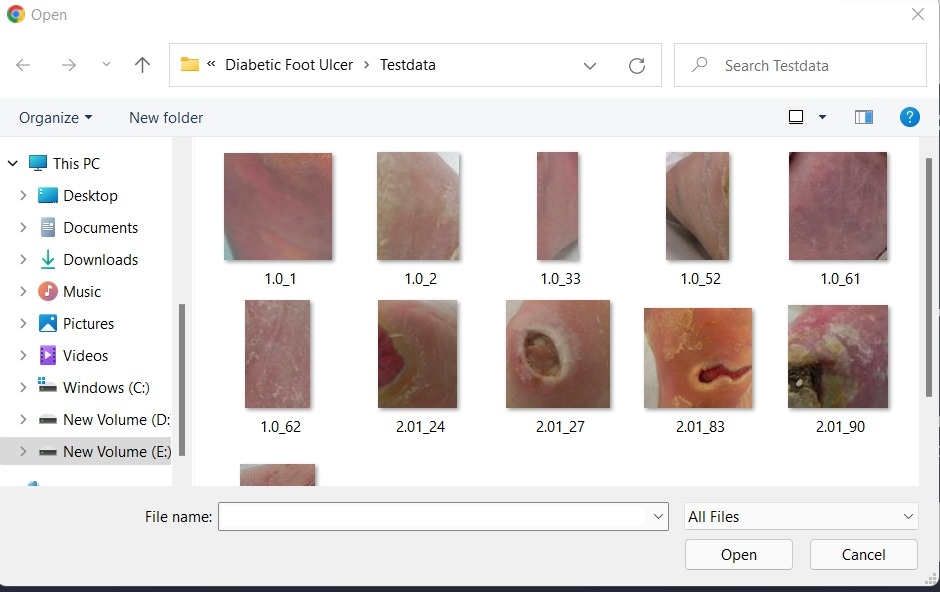 Open
« Diabetic Foot Ulcer > Testdata
Search Testdata
Organize
New folder
?
This PC
Desktop
Documents
Downloads
Music
Pictures
Videos
Windows (C:)
New Volume (D:
New Volume (E:)
1.0_1
1.0_2
1.0_33
1.0_52
1.0_61
1.0_62
2.01_24
2.01_27
2.01_83
2.01_90
File name:
All Files
Open
Cancel